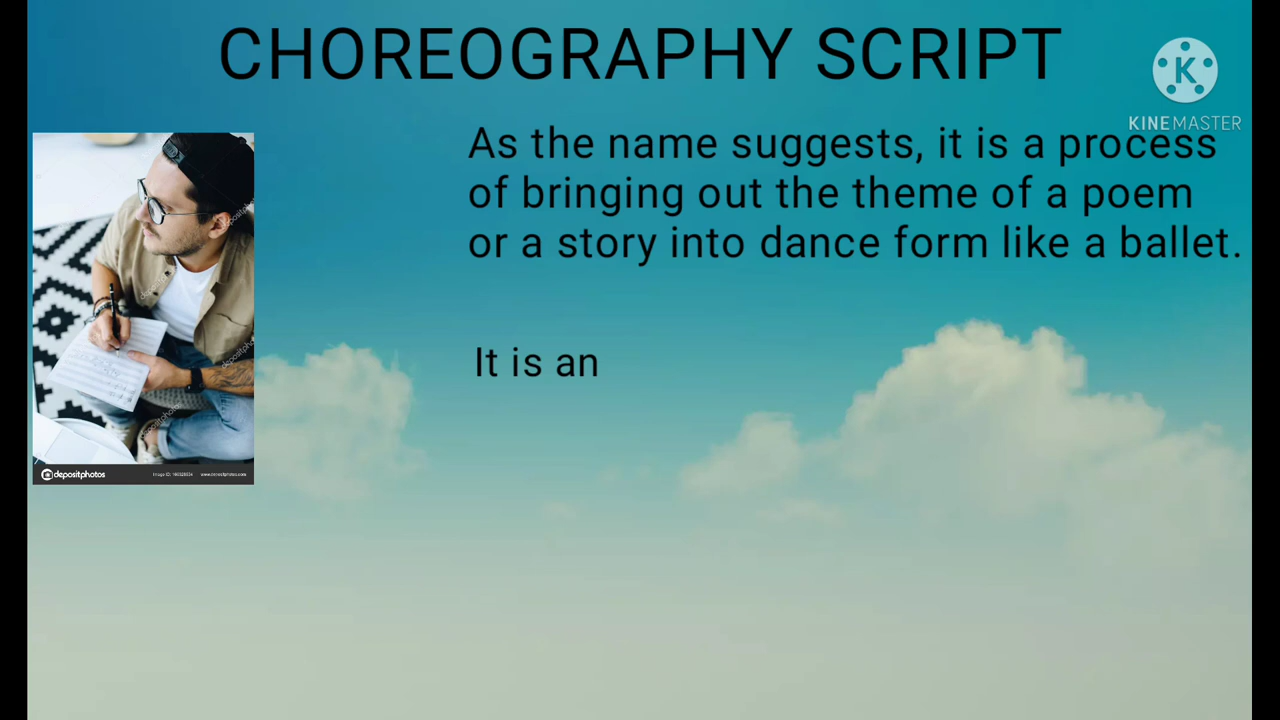 CHOREOGRAPHY SCRIPT
KINEMASTER
As the name suggests, it is a process
of bringing out the theme of a poem
or a story into dance form like a ballet.
It is an
depositphotos